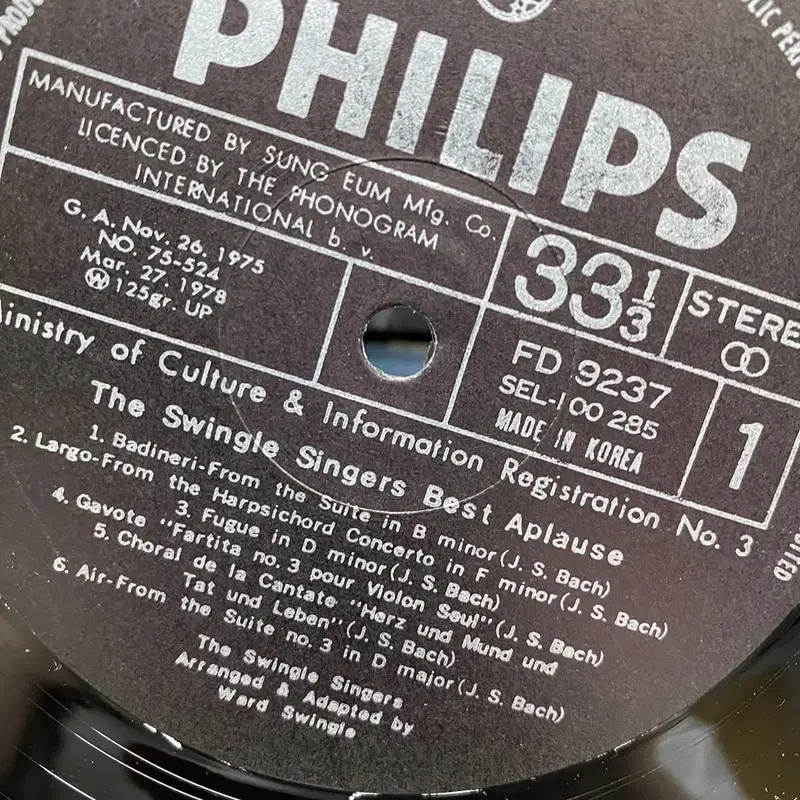 PHILIPS
MANUFACTURED BY SUNG EUM Mfg. Co.
LICENCED BY THE PHONOGRAM
INTERNATIONAL b. v.
33 1/3
STEREO
G. A. Nov. 26. 1975
NO. 75-524
Mar. 27. 1978
Ⓦ 125gr. UP
FD 9237
SEL-100 285
MADE IN KOREA
1
Ministry of Culture & Information Registration No. 3
The Swingle Singers Best Aplause
1. Badineri-From the Suite in B minor (J. S. Bach)
2. Largo-From the Harpsichord Concerto in F minor (J. S. Bach)
3. Fugue in D minor (J. S. Bach)
4. Gavote "Fartita no. 3 pour Violon Seul" (J. S. Bach)
5. Choral de la Cantate "Herz und Mund und
Tat und Leben" (J. S. Bach)
6. Air-From the Suite no. 3 in D major (J. S. Bach)
The Swingle Singers
Arranged & Adapted by
Ward Swingle